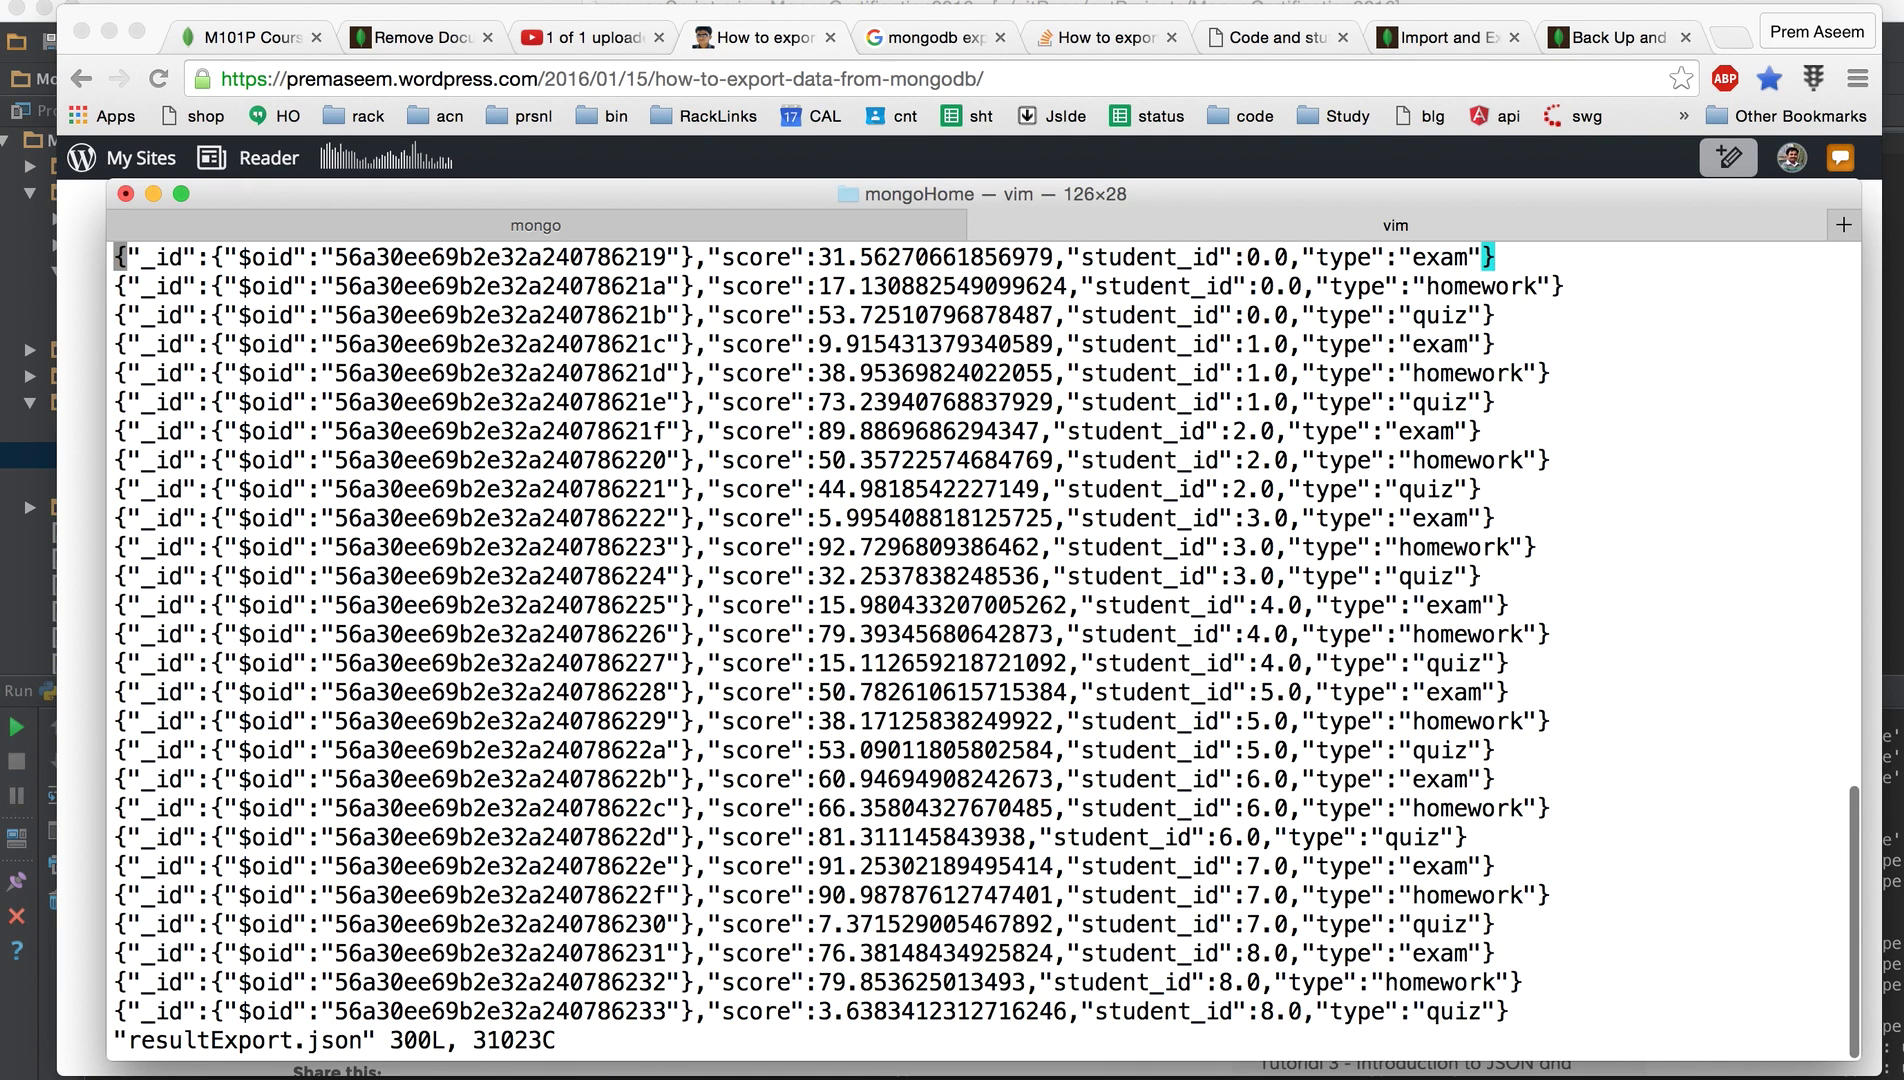 M101P Cours
Remove Docu
1 of 1 upload
How to expor
mongodb exp
How to expor
Code and stu
Import and Ex
Back Up and
Prem Aseem
https://premaseem.wordpress.com/2016/01/15/how-to-export-data-from-mongodb/
ABP
Apps shop HO rack acn prsnl bin RackLinks 17 CAL cnt sht JsIde status code Study blg api swg » Other Bookmarks
My Sites Reader
mongoHome — vim — 126×28
mongo vim
{"_id":{"$oid":"56a30ee69b2e32a240786219"},"score":31.56270661856979,"student_id":0.0,"type":"exam"}
{"_id":{"$oid":"56a30ee69b2e32a24078621a"},"score":17.130882549099624,"student_id":0.0,"type":"homework"}
{"_id":{"$oid":"56a30ee69b2e32a24078621b"},"score":53.72510796878487,"student_id":0.0,"type":"quiz"}
{"_id":{"$oid":"56a30ee69b2e32a24078621c"},"score":9.915431379340589,"student_id":1.0,"type":"exam"}
{"_id":{"$oid":"56a30ee69b2e32a24078621d"},"score":38.95369824022055,"student_id":1.0,"type":"homework"}
{"_id":{"$oid":"56a30ee69b2e32a24078621e"},"score":73.23940768837929,"student_id":1.0,"type":"quiz"}
{"_id":{"$oid":"56a30ee69b2e32a24078621f"},"score":89.8869686294347,"student_id":2.0,"type":"exam"}
{"_id":{"$oid":"56a30ee69b2e32a240786220"},"score":50.35722574684769,"student_id":2.0,"type":"homework"}
{"_id":{"$oid":"56a30ee69b2e32a240786221"},"score":44.9818542227149,"student_id":2.0,"type":"quiz"}
{"_id":{"$oid":"56a30ee69b2e32a240786222"},"score":5.995408818125725,"student_id":3.0,"type":"exam"}
{"_id":{"$oid":"56a30ee69b2e32a240786223"},"score":92.7296809386462,"student_id":3.0,"type":"homework"}
{"_id":{"$oid":"56a30ee69b2e32a240786224"},"score":32.2537838248536,"student_id":3.0,"type":"quiz"}
{"_id":{"$oid":"56a30ee69b2e32a240786225"},"score":15.980433207005262,"student_id":4.0,"type":"exam"}
{"_id":{"$oid":"56a30ee69b2e32a240786226"},"score":79.39345680642873,"student_id":4.0,"type":"homework"}
{"_id":{"$oid":"56a30ee69b2e32a240786227"},"score":15.112659218721092,"student_id":4.0,"type":"quiz"}
{"_id":{"$oid":"56a30ee69b2e32a240786228"},"score":50.782610615715384,"student_id":5.0,"type":"exam"}
{"_id":{"$oid":"56a30ee69b2e32a240786229"},"score":38.17125838249922,"student_id":5.0,"type":"homework"}
{"_id":{"$oid":"56a30ee69b2e32a24078622a"},"score":53.09011805802584,"student_id":5.0,"type":"quiz"}
{"_id":{"$oid":"56a30ee69b2e32a24078622b"},"score":60.94694908242673,"student_id":6.0,"type":"exam"}
{"_id":{"$oid":"56a30ee69b2e32a24078622c"},"score":66.35804327670485,"student_id":6.0,"type":"homework"}
{"_id":{"$oid":"56a30ee69b2e32a24078622d"},"score":81.311145843938,"student_id":6.0,"type":"quiz"}
{"_id":{"$oid":"56a30ee69b2e32a24078622e"},"score":91.25302189495414,"student_id":7.0,"type":"exam"}
{"_id":{"$oid":"56a30ee69b2e32a24078622f"},"score":90.98787612747401,"student_id":7.0,"type":"homework"}
{"_id":{"$oid":"56a30ee69b2e32a240786230"},"score":7.371529005467892,"student_id":7.0,"type":"quiz"}
{"_id":{"$oid":"56a30ee69b2e32a240786231"},"score":76.38148434925824,"student_id":8.0,"type":"exam"}
{"_id":{"$oid":"56a30ee69b2e32a240786232"},"score":79.853625013493,"student_id":8.0,"type":"homework"}
{"_id":{"$oid":"56a30ee69b2e32a240786233"},"score":3.6383412312716246,"student_id":8.0,"type":"quiz"}
"resultExport.json" 300L, 31023C
Run
Share this:
Tutorial 3 - Introduction to JSON and